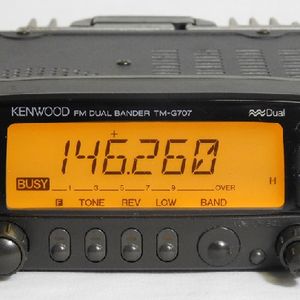 KENWOOD FM DUAL BANDER TM-G707
Dual
+
146.260
BUSY
1 3 5 7 9 OVER
H
F TONE REV LOW BAND